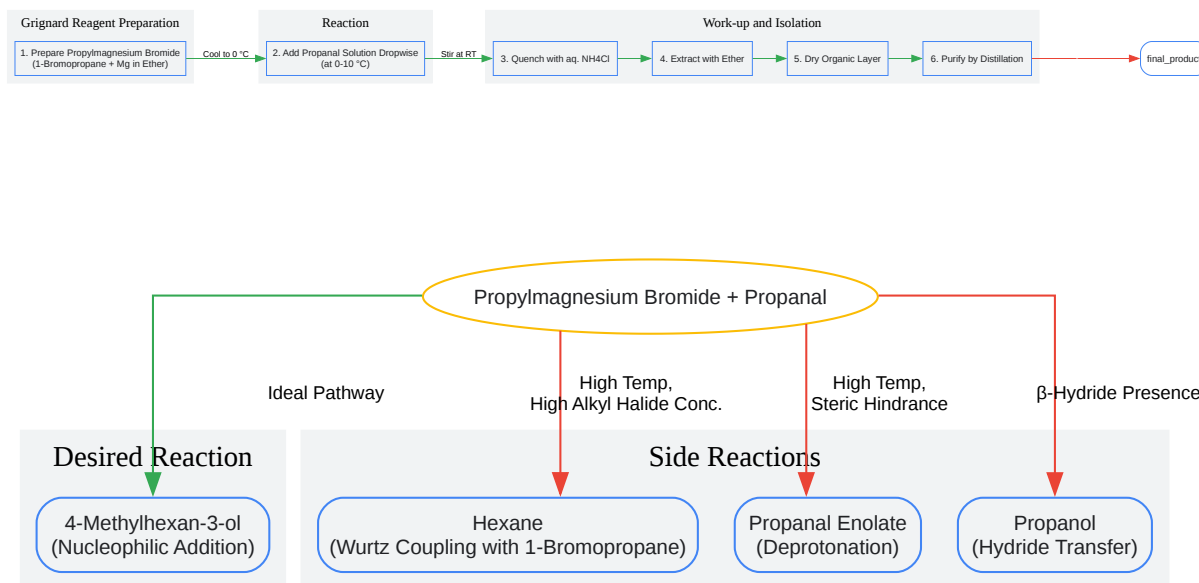 Grignard Reagent Preparation
Reaction
Work-up and Isolation
1. Prepare Propylmagnesium Bromide
(1-Bromopropane + Mg in Ether)
Cool to 0 °C
2. Add Propanal Solution Dropwise
(at 0-10 °C)
Stir at RT
3. Quench with aq. NH4Cl
4. Extract with Ether
5. Dry Organic Layer
6. Purify by Distillation
final_product
Propylmagnesium Bromide + Propanal
Ideal Pathway
High Temp,
High Alkyl Halide Conc.
High Temp,
Steric Hindrance
β-Hydride Presence
Desired Reaction
Side Reactions
4-Methylhexan-3-ol
(Nucleophilic Addition)
Hexane
(Wurtz Coupling with 1-Bromopropane)
Propanal Enolate
(Deprotonation)
Propanol
(Hydride Transfer)